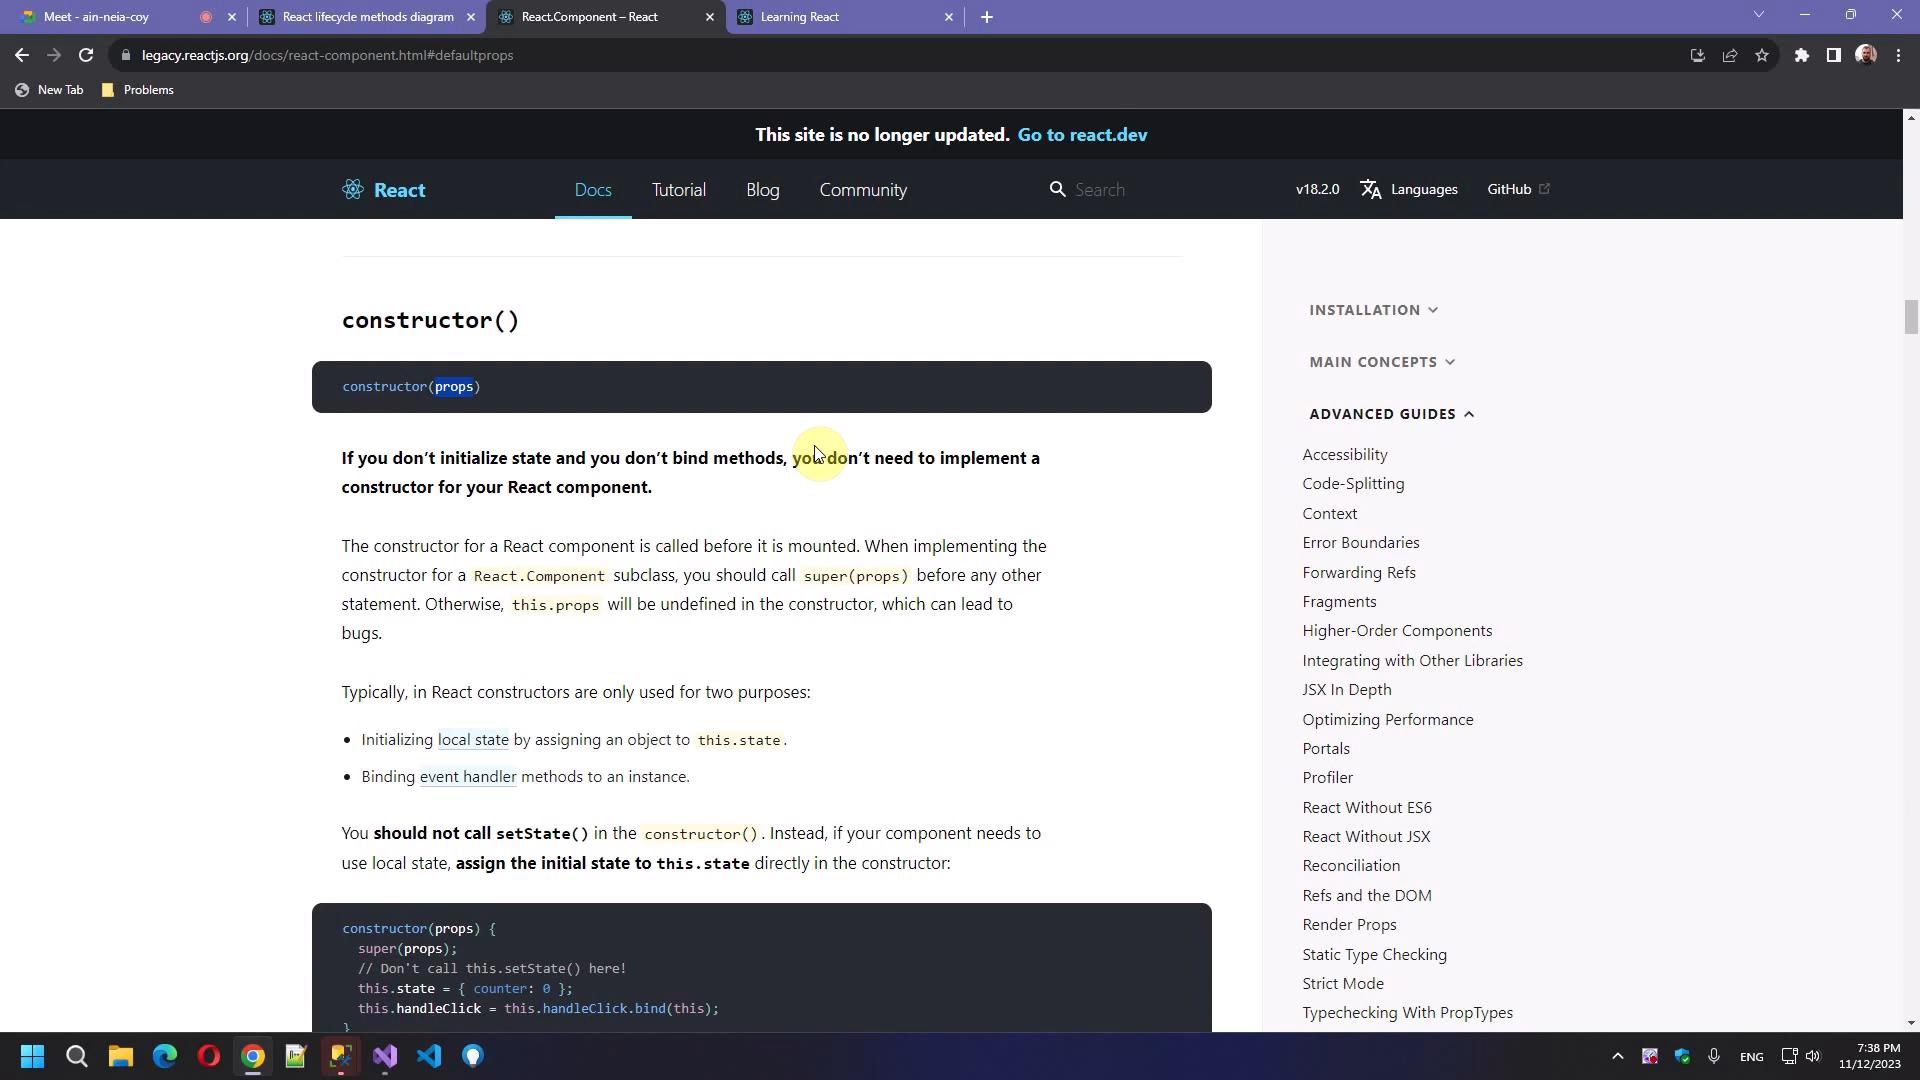 Meet - ain-neia-coy
React lifecycle methods diagram
React.Component – React
Learning React
legacy.reactjs.org/docs/react-component.html#defaultprops
New Tab
Problems
This site is no longer updated. Go to react.dev
React
Docs
Tutorial
Blog
Community
Search
v18.2.0
Languages
GitHub
constructor()
constructor(props)
If you don’t initialize state and you don’t bind methods, you don’t need to implement a
constructor for your React component.
The constructor for a React component is called before it is mounted. When implementing the
constructor for a React.Component subclass, you should call super(props) before any other
statement. Otherwise, this.props will be undefined in the constructor, which can lead to
bugs.
Typically, in React constructors are only used for two purposes:
• Initializing local state by assigning an object to this.state.
• Binding event handler methods to an instance.
You should not call setState() in the constructor(). Instead, if your component needs to
use local state, assign the initial state to this.state directly in the constructor:
constructor(props) {
super(props);
// Don't call this.setState() here!
this.state = { counter: 0 };
this.handleClick = this.handleClick.bind(this);
}
INSTALLATION
MAIN CONCEPTS
ADVANCED GUIDES
Accessibility
Code-Splitting
Context
Error Boundaries
Forwarding Refs
Fragments
Higher-Order Components
Integrating with Other Libraries
JSX In Depth
Optimizing Performance
Portals
Profiler
React Without ES6
React Without JSX
Reconciliation
Refs and the DOM
Render Props
Static Type Checking
Strict Mode
Typechecking With PropTypes
ENG
7:38 PM
11/12/2023